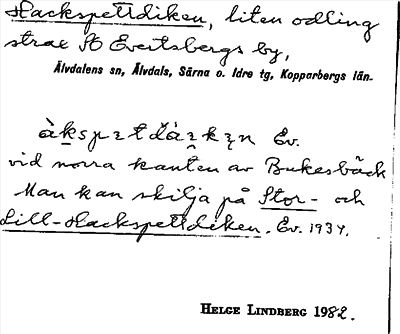 Hackspettdiken, liten odling
strax SO Evertsbergs by,
Älvdalens sn, Älvdals, Särna o. Idre tg, Kopparbergs län.
Ev.
vid norra kanten av Bukesbäck
Man kan skilja på Stor- och
Lill-Hackspettdiken. Ev. 1934.
HELGE LINDBERG 1982.